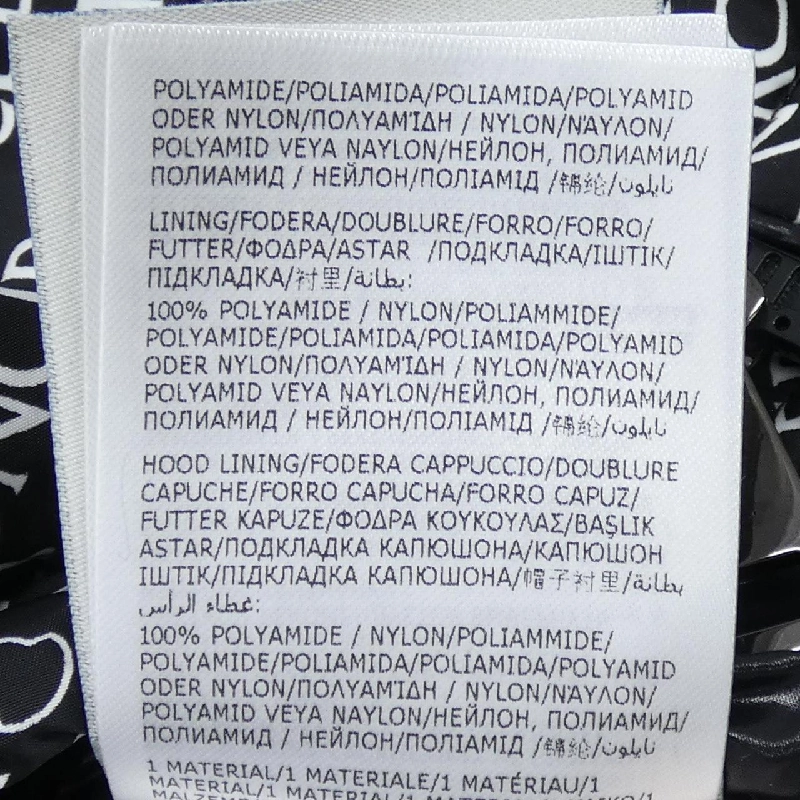 POLYAMIDE/POLIAMIDA/POLIAMIDA/POLYAMID
ODER NYLON/ΠΟΛΥΑΜΊΔΗ / NYLON/ΝΆΥΛΟΝ/
POLYAMID VEYA NAYLON/НЕЙЛОН, ПОЛИАМИД/
ПОЛИАМИД / НЕЙЛОН/ПОЛІАМІД /锦纶/نايلون
LINING/FODERA/DOUBLURE/FORRO/FORRO/
FUTTER/ΦΟΔΡΑ/ASTAR /ПОДКЛАДКА/ІШТІК/
ПІДКЛАДКА/衬里/بطانة:
100% POLYAMIDE / NYLON/POLIAMMIDE/
POLYAMIDE/POLIAMIDA/POLIAMIDA/POLYAMID
ODER NYLON/ΠΟΛΥΑΜΊΔΗ / NYLON/ΝΆΥΛΟΝ/
POLYAMID VEYA NAYLON/НЕЙЛОН, ПОЛИАМИД/
ПОЛИАМИД / НЕЙЛОН/ПОЛІАМІД /锦纶/نايلون
HOOD LINING/FODERA CAPPUCCIO/DOUBLURE
CAPUCHE/FORRO CAPUCHA/FORRO CAPUZ/
FUTTER KAPUZE/ΦΟΔΡΑ ΚΟΥΚΟΥΛΑΣ/BAŞLIK
ASTAR/ПОДКЛАДКА КАПЮШОНА/КАПЮШОН
ІШТІК/ПІДКЛАДКА КАПЮШОНА/帽子衬里/بطانة
غطاء الرأس:
100% POLYAMIDE / NYLON/POLIAMMIDE/
POLYAMIDE/POLIAMIDA/POLIAMIDA/POLYAMID
ODER NYLON/ΠΟΛΥΑΜΊΔΗ / NYLON/ΝΆΥΛΟΝ/
POLYAMID VEYA NAYLON/НЕЙЛОН, ПОЛИАМИД/
ПОЛИАМИД / НЕЙЛОН/ПОЛІАМІД /锦纶/نايلون
1 MATERIAL/1 MATERIALE/1 MATÉRIAU/1
MATERIAL/1 MATERIAL/1